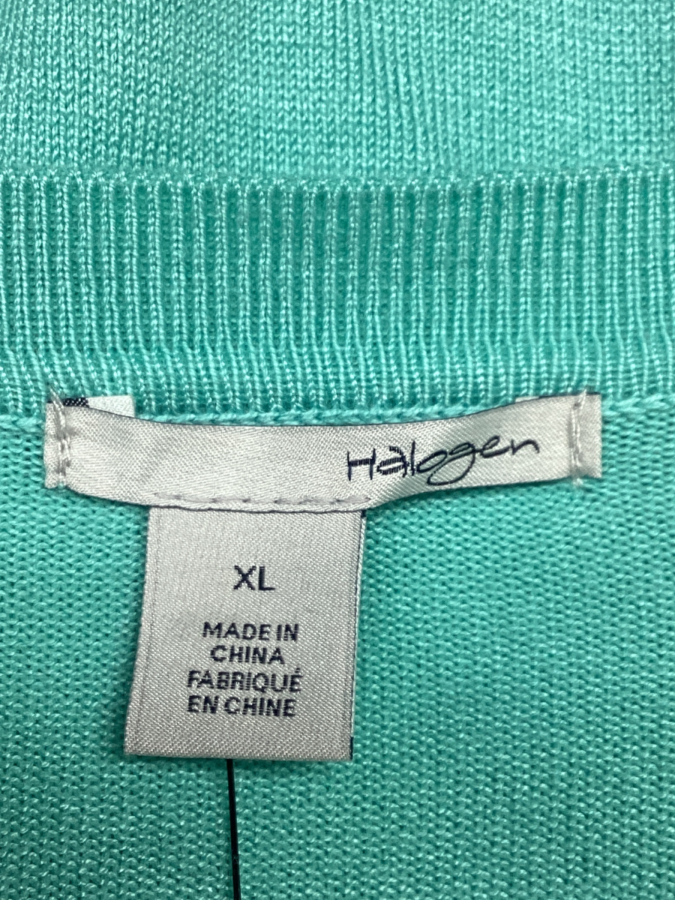 Halogen
XL
MADE IN
CHINA
FABRIQUÉ
EN CHINE